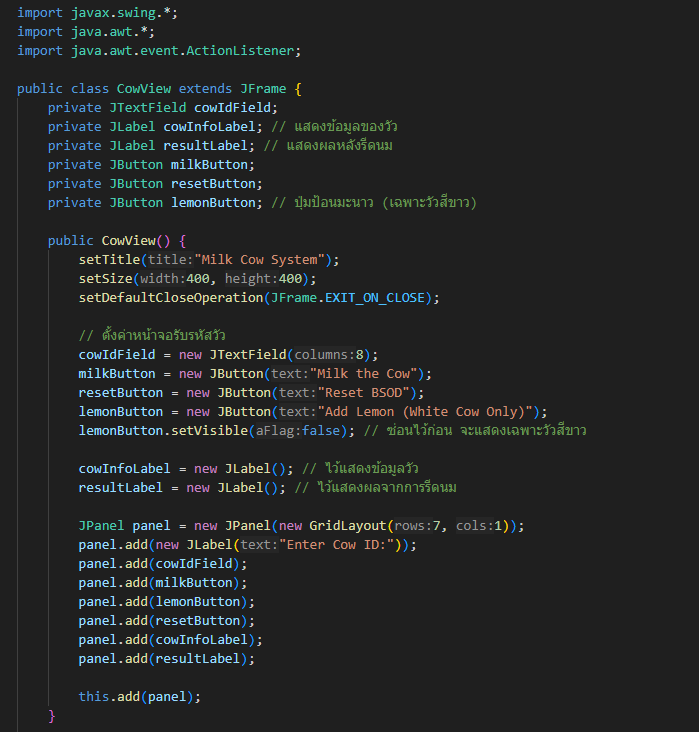 import javax.swing.*;
import java.awt.*;
import java.awt.event.ActionListener;
public class CowView extends JFrame {
private JTextField cowIdField;
private JLabel cowInfoLabel; // แสดงข้อมูลของวัว
private JLabel resultLabel; // แสดงผลหลังรีดนม
private JButton milkButton;
private JButton resetButton;
private JButton lemonButton; // ปุ่มป้อนมะนาว (เฉพาะวัวสีขาว)
public CowView() {
setTitle(title:"Milk Cow System");
setSize(width:400, height:400);
setDefaultCloseOperation(JFrame.EXIT_ON_CLOSE);
// ตั้งค่าหน้าจอรับรหัสวัว
cowIdField = new JTextField(columns:8);
milkButton = new JButton(text:"Milk the Cow");
resetButton = new JButton(text:"Reset BSOD");
lemonButton = new JButton(text:"Add Lemon (White Cow Only)");
lemonButton.setVisible(aFlag:false); // ซ่อนไว้ก่อน จะแสดงเฉพาะวัวสีขาว
cowInfoLabel = new JLabel(); // ไว้แสดงข้อมูลวัว
resultLabel = new JLabel(); // ไว้แสดงผลจากการรีดนม
JPanel panel = new JPanel(new GridLayout(rows:7, cols:1));
panel.add(new JLabel(text:"Enter Cow ID:"));
panel.add(cowIdField);
panel.add(milkButton);
panel.add(lemonButton);
panel.add(resetButton);
panel.add(cowInfoLabel);
panel.add(resultLabel);
this.add(panel);
}